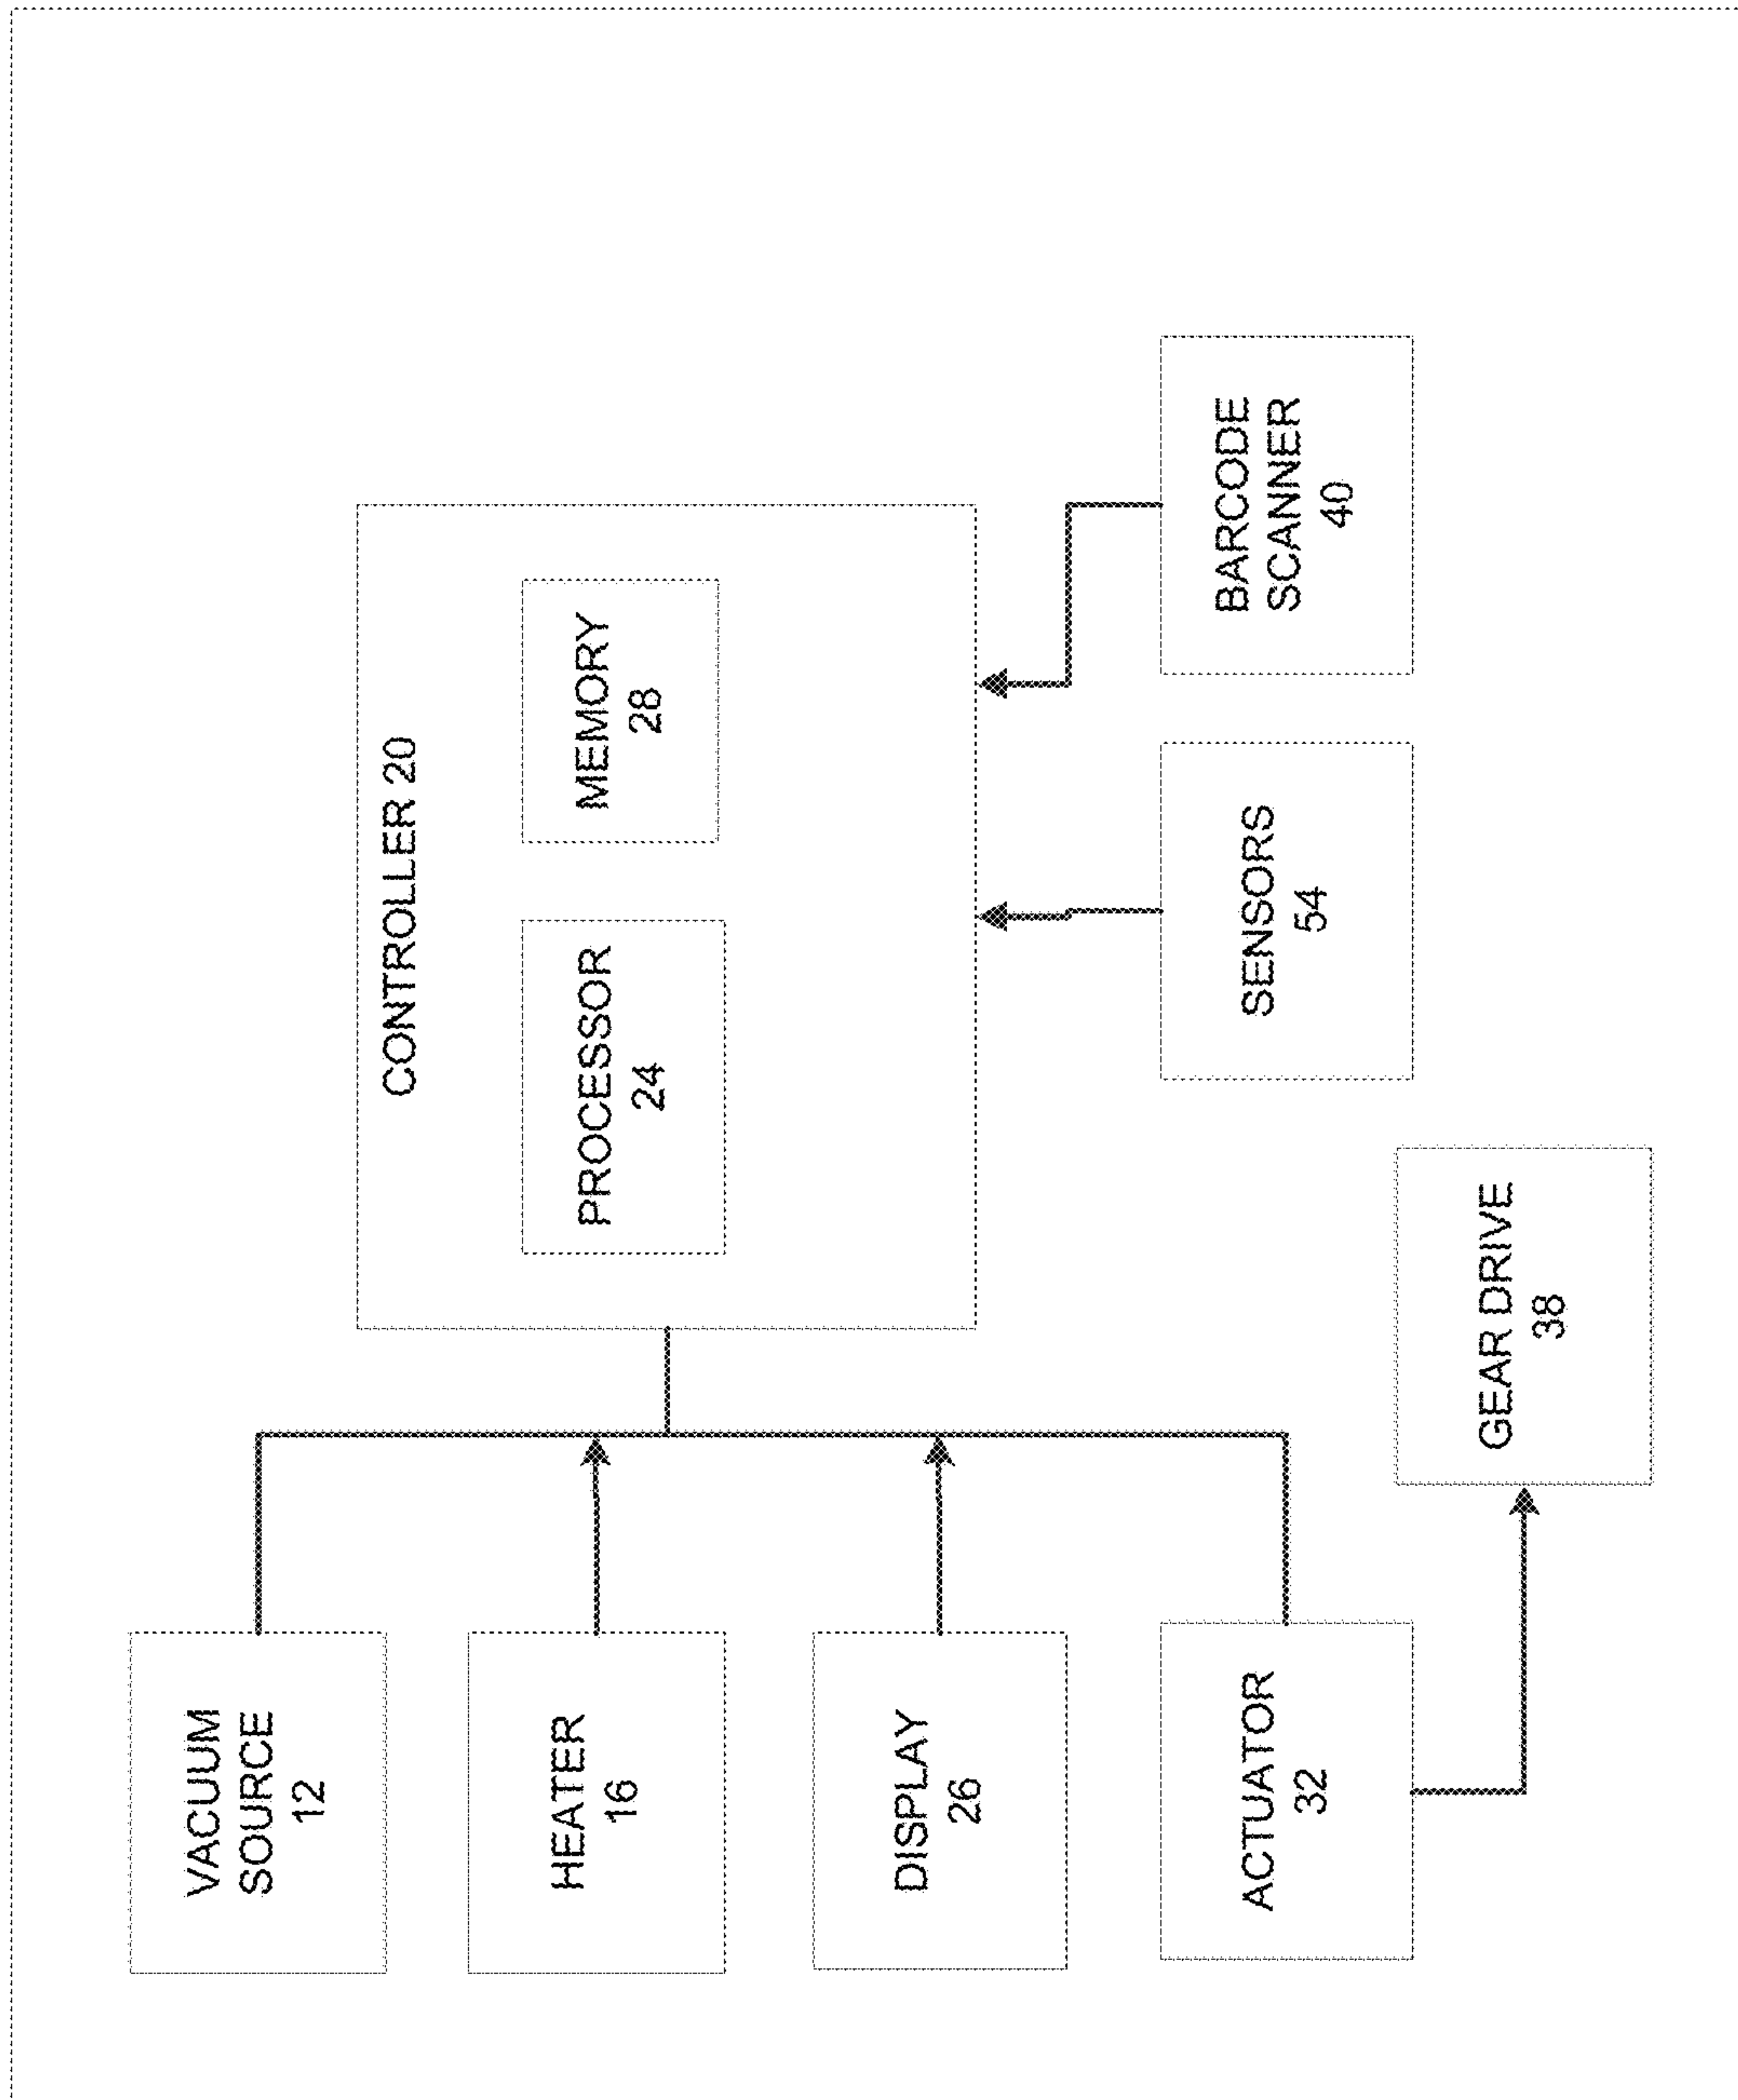 VACUUM
SOURCE
12
HEATER
16
DISPLAY
26
ACTUATOR
32
CONTROLLER 20
PROCESSOR
24
MEMORY
28
GEAR DRIVE
38
SENSORS
54
BARCODE
SCANNER
40